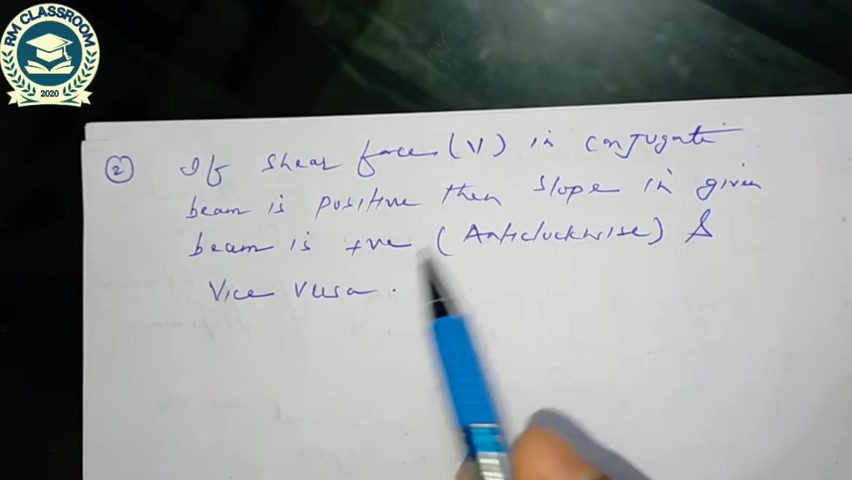 RM CLASSROOM
2020
② If shear force (V) in conjugate
beam is positive then slope in given
beam is +ve (Anticlockwise) &
Vice versa.